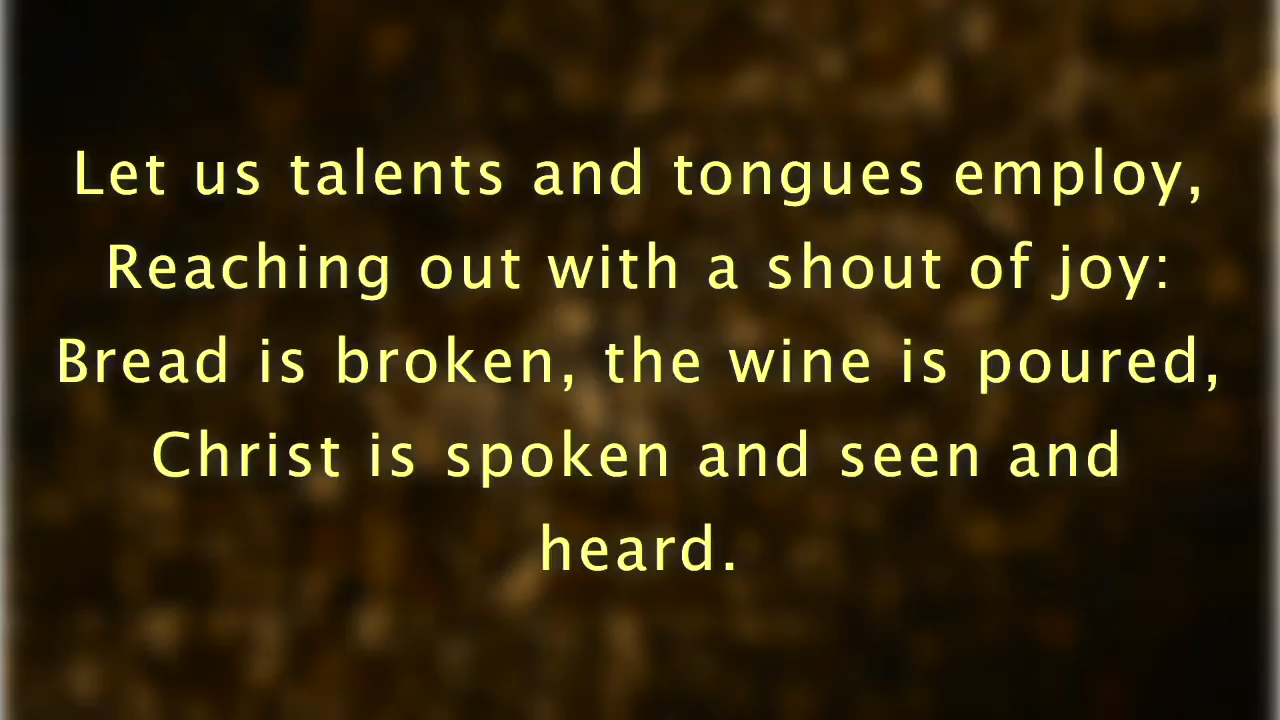 Let us talents and tongues employ,
Reaching out with a shout of joy:
Bread is broken, the wine is poured,
Christ is spoken and seen and
heard.